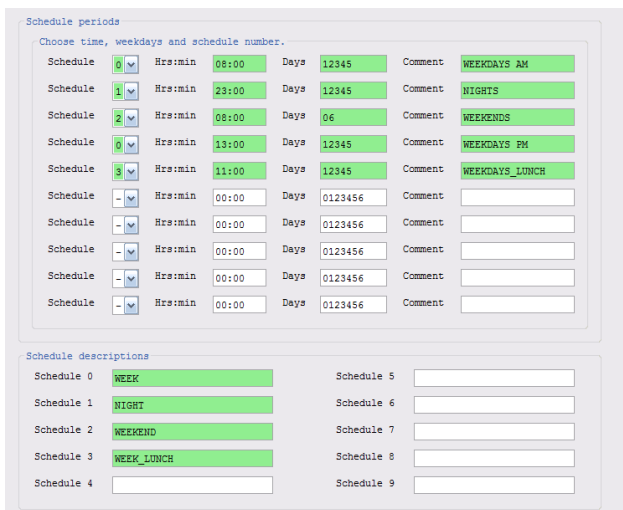 Schedule periods
Choose time, weekdays and schedule number.
Schedule 0 Hrs:min 08:00 Days 12345 Comment WEEKDAYS AM
Schedule 1 Hrs:min 23:00 Days 12345 Comment NIGHTS
Schedule 2 Hrs:min 08:00 Days 06 Comment WEEKENDS
Schedule 0 Hrs:min 13:00 Days 12345 Comment WEEKDAYS PM
Schedule 3 Hrs:min 11:00 Days 12345 Comment WEEKDAYS_LUNCH
Schedule - Hrs:min 00:00 Days 0123456 Comment
Schedule - Hrs:min 00:00 Days 0123456 Comment
Schedule - Hrs:min 00:00 Days 0123456 Comment
Schedule - Hrs:min 00:00 Days 0123456 Comment
Schedule - Hrs:min 00:00 Days 0123456 Comment
Schedule descriptions
Schedule 0 WEEK Schedule 5
Schedule 1 NIGHT Schedule 6
Schedule 2 WEEKEND Schedule 7
Schedule 3 WEEK_LUNCH Schedule 8
Schedule 4 Schedule 9